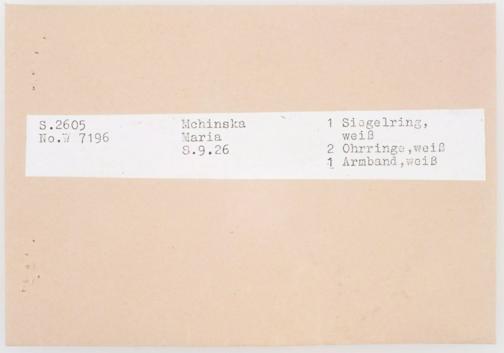 S.2605
No.W 7196
Mchinska
Maria
8.9.26
1 Siegelring,
weiß
2 Ohrringe,weiß
1 Armband,weiß